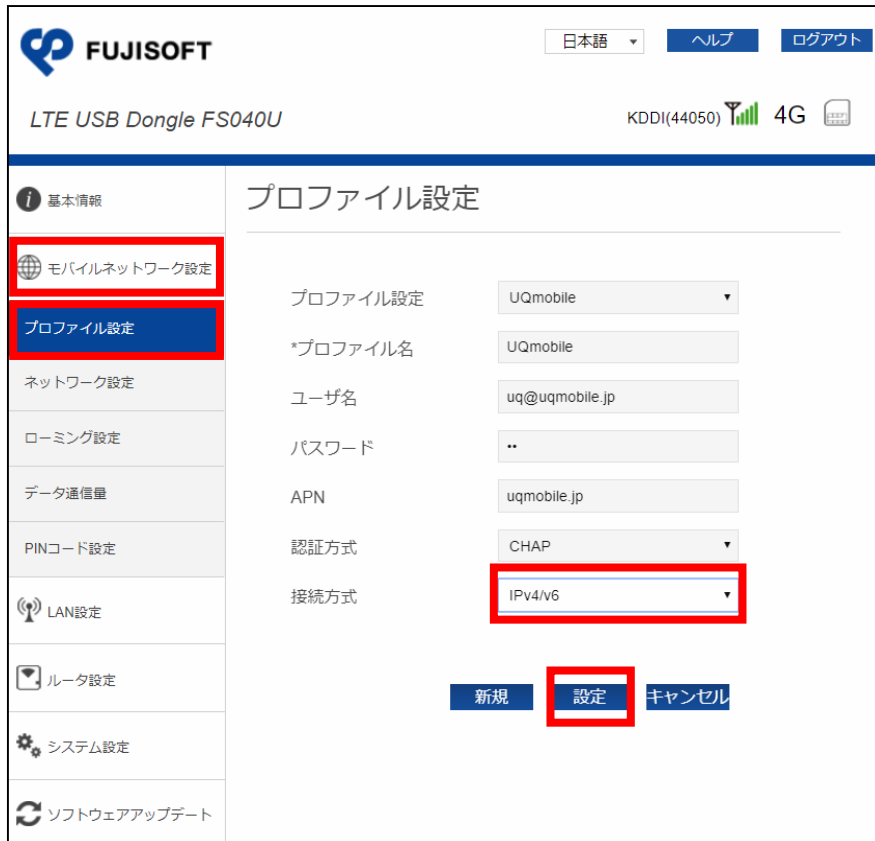 FUJISOFT
日本語
ヘルプ
ログアウト
LTE USB Dongle FS040U
KDDI(44050)
4G
基本情報
モバイルネットワーク設定
プロファイル設定
ネットワーク設定
ローミング設定
データ通信量
PINコード設定
LAN設定
ルータ設定
システム設定
ソフトウェアアップデート
プロファイル設定
プロファイル設定 UQmobile
*プロファイル名 UQmobile
ユーザ名 uq@uqmobile.jp
パスワード ••
APN uqmobile.jp
認証方式 CHAP
接続方式 IPv4/v6
新規
設定
キャンセル